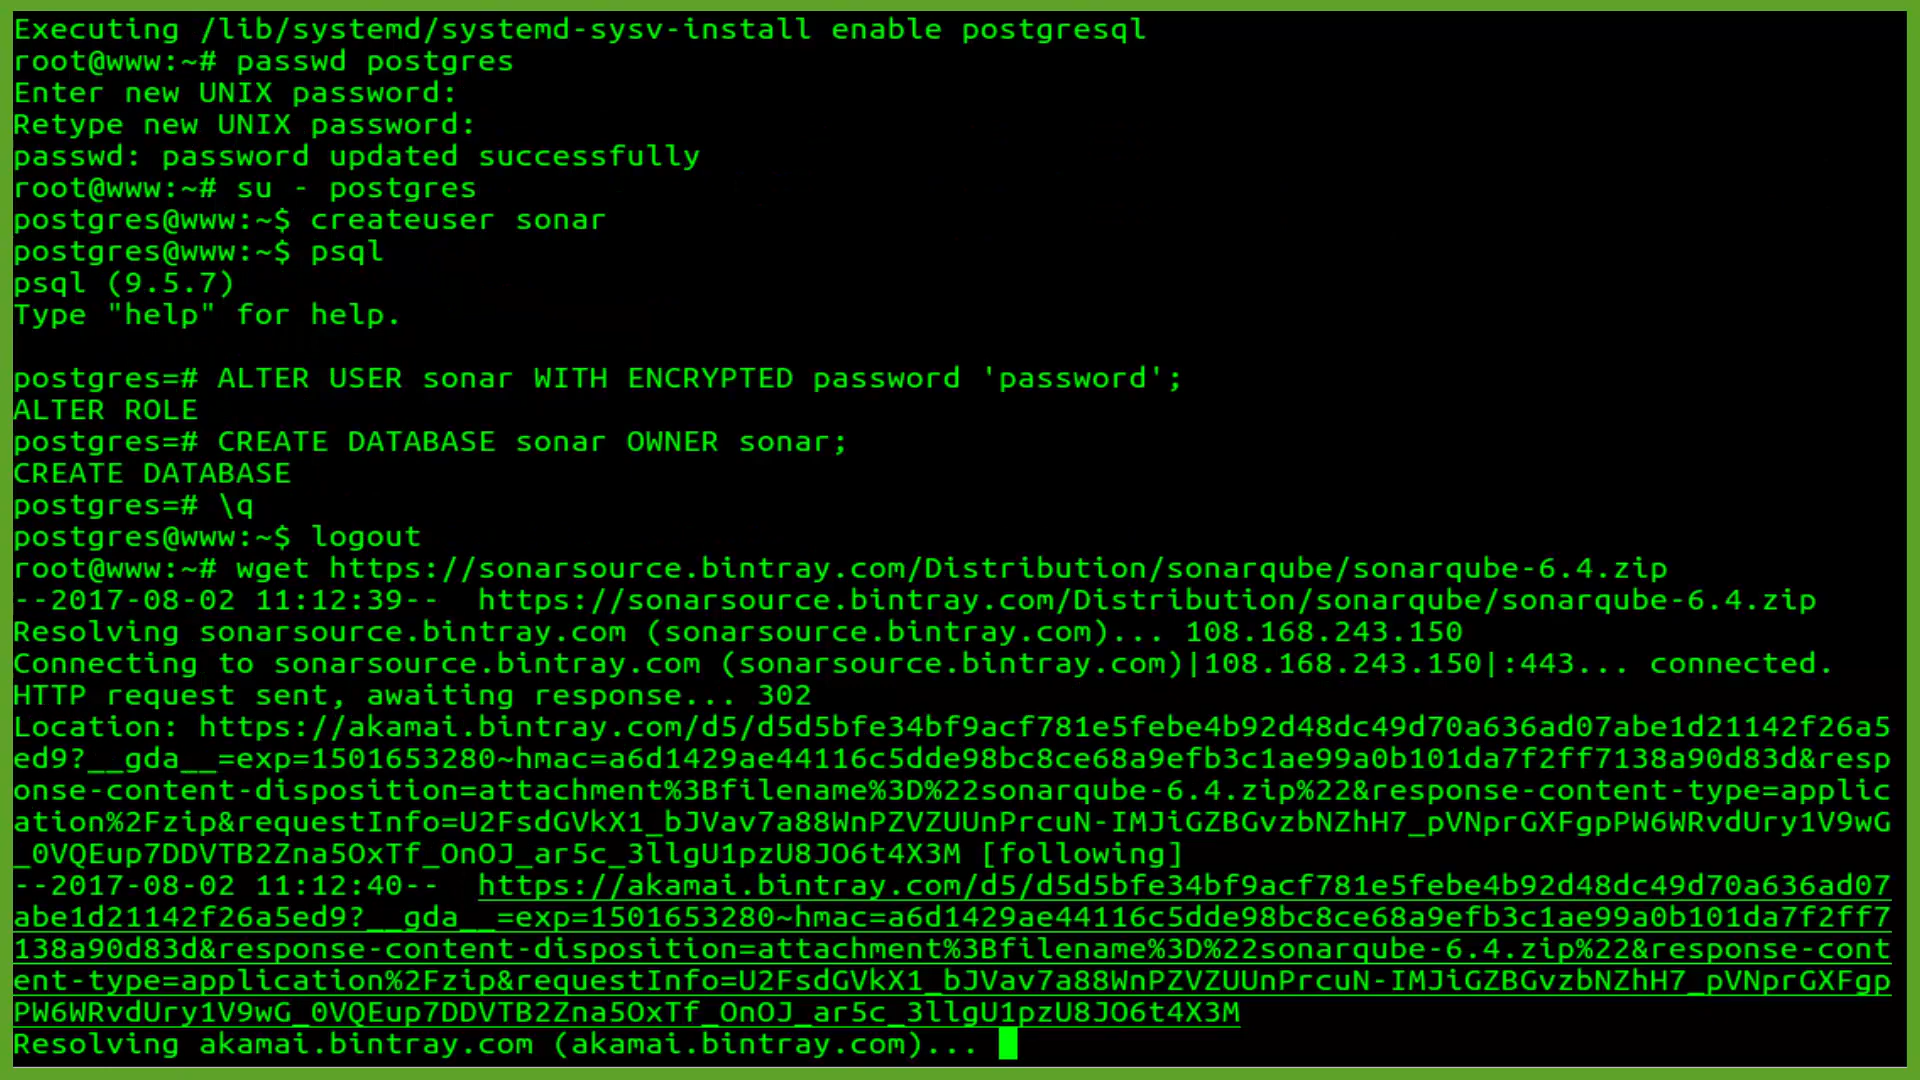 Executing /lib/systemd/systemd-sysv-install enable postgresql
root@www:~# passwd postgres
Enter new UNIX password:
Retype new UNIX password:
passwd: password updated successfully
root@www:~# su - postgres
postgres@www:~$ createuser sonar
postgres@www:~$ psql
psql (9.5.7)
Type "help" for help.
postgres=# ALTER USER sonar WITH ENCRYPTED password 'password';
ALTER ROLE
postgres=# CREATE DATABASE sonar OWNER sonar;
CREATE DATABASE
postgres=# \q
postgres@www:~$ logout
root@www:~# wget https://sonarsource.bintray.com/Distribution/sonarqube/sonarqube-6.4.zip
--2017-08-02 11:12:39--  https://sonarsource.bintray.com/Distribution/sonarqube/sonarqube-6.4.zip
Resolving sonarsource.bintray.com (sonarsource.bintray.com)... 108.168.243.150
Connecting to sonarsource.bintray.com (sonarsource.bintray.com)|108.168.243.150|:443... connected.
HTTP request sent, awaiting response... 302
Location: https://akamai.bintray.com/d5/d5d5bfe34bf9acf781e5febe4b92d48dc49d70a636ad07abe1d21142f26a5
ed9?__gda__=exp=1501653280~hmac=a6d1429ae44116c5dde98bc8ce68a9efb3c1ae99a0b101da7f2ff7138a90d83d&resp
onse-content-disposition=attachment%3Bfilename%3D%22sonarqube-6.4.zip%22&response-content-type=applic
ation%2Fzip&requestInfo=U2FsdGVkX1_bJVav7a88WnPZVZUUnPrcuN-IMJiGZBGvzbNZhH7_pVNprGXFgpPW6WRvdUry1V9wG
_0VQEup7DDVTB2Zna5OxTf_OnOJ_ar5c_3llgU1pzU8JO6t4X3M [following]
--2017-08-02 11:12:40--  https://akamai.bintray.com/d5/d5d5bfe34bf9acf781e5febe4b92d48dc49d70a636ad07
abe1d21142f26a5ed9?__gda__=exp=1501653280~hmac=a6d1429ae44116c5dde98bc8ce68a9efb3c1ae99a0b101da7f2ff7
138a90d83d&response-content-disposition=attachment%3Bfilename%3D%22sonarqube-6.4.zip%22&response-cont
ent-type=application%2Fzip&requestInfo=U2FsdGVkX1_bJVav7a88WnPZVZUUnPrcuN-IMJiGZBGvzbNZhH7_pVNprGXFgp
PW6WRvdUry1V9wG_0VQEup7DDVTB2Zna5OxTf_OnOJ_ar5c_3llgU1pzU8JO6t4X3M
Resolving akamai.bintray.com (akamai.bintray.com)...